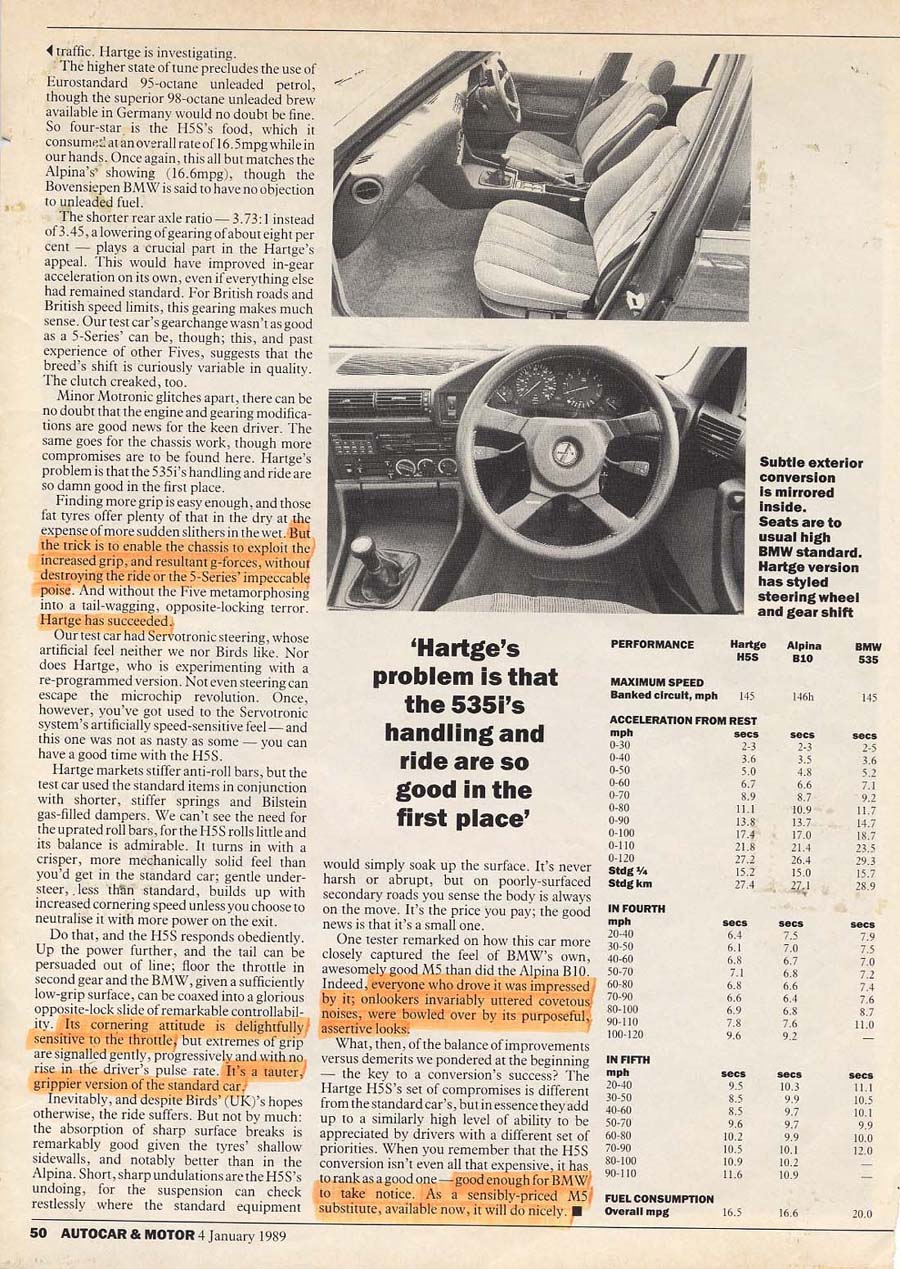 traffic. Hartge is investigating.
The higher state of tune precludes the use of
Eurostandard 95-octane unleaded petrol,
though the superior 98-octane unleaded brew
available in Germany would no doubt be fine.
So four-star is the H5S's food, which it
consumed at an overall rate of 16.5mpg while in
our hands. Once again, this all but matches the
Alpina's showing (16.6mpg), though the
Bovensiepen BMW is said to have no objection
to unleaded fuel.
The shorter rear axle ratio — 3.73:1 instead
of 3.45, a lowering of gearing of about eight per
cent — plays a crucial part in the Hartge's
appeal. This would have improved in-gear
acceleration on its own, even if everything else
had remained standard. For British roads and
British speed limits, this gearing makes much
sense. Our test car's gearchange wasn't as good
as a 5-Series' can be, though; this, and past
experience of other Fives, suggests that the
breed's shift is curiously variable in quality.
The clutch creaked, too.
Minor Motronic glitches apart, there can be
no doubt that the engine and gearing modifica-
tions are good news for the keen driver. The
same goes for the chassis work, though more
compromises are to be found here. Hartge's
problem is that the 535i's handling and ride are
so damn good in the first place.
Finding more grip is easy enough, and those
fat tyres offer plenty of that in the dry at the
expense of more sudden slithers in the wet. But
the trick is to enable the chassis to exploit the
increased grip, and resultant g-forces, without
destroying the ride or the 5-Series' impeccable
poise. And without the Five metamorphosing
into a tail-wagging, opposite-locking terror.
Hartge has succeeded.
Our test car had Servotronic steering, whose
artificial feel neither we nor Birds like. Nor
does Hartge, who is experimenting with a
re-programmed version. Not even steering can
escape the microchip revolution. Once,
however, you've got used to the Servotronic
system's artificially speed-sensitive feel — and
this one was not as nasty as some — you can
have a good time with the H5S.
Hartge markets stiffer anti-roll bars, but the
test car used the standard items in conjunction
with shorter, stiffer springs and Bilstein
gas-filled dampers. We can't see the need for
the uprated roll bars, for the H5S rolls little and
its balance is admirable. It turns in with a
crisper, more mechanically solid feel than
you'd get in the standard car; gentle under-
steer, less than standard, builds up with
increased cornering speed unless you choose to
neutralise it with more power on the exit.
Do that, and the H5S responds obediently.
Up the power further, and the tail can be
persuaded out of line; floor the throttle in
second gear and the BMW, given a sufficiently
low-grip surface, can be coaxed into a glorious
opposite-lock slide of remarkable controllabil-
ity. Its cornering attitude is delightfully
sensitive to the throttle, but extremes of grip
are signalled gently, progressively and with no
rise in the driver's pulse rate. It's a tauter,
grippier version of the standard car.
Inevitably, and despite Birds' (UK)'s hopes
otherwise, the ride suffers. But not by much:
the absorption of sharp surface breaks is
remarkably good given the tyres' shallow
sidewalls, and notably better than in the
Alpina. Short, sharp undulations are the H5S's
undoing, for the suspension can check
restlessly where the standard equipment
Subtle exterior
conversion
is mirrored
inside.
Seats are to
usual high
BMW standard.
Hartge version
has styled
steering wheel
and gear shift
'Hartge's
problem is that
the 535i's
handling and
ride are so
good in the
first place'
would simply soak up the surface. It's never
harsh or abrupt, but on poorly-surfaced
secondary roads you sense the body is always
on the move. It's the price you pay; the good
news is that it's a small one.
One tester remarked on how this car more
closely captured the feel of BMW's own,
awesomely good M5 than did the Alpina B10.
Indeed, everyone who drove it was impressed
by it; onlookers invariably uttered covetous
noises, were bowled over by its purposeful,
assertive looks.
What, then, of the balance of improvements
versus demerits we pondered at the beginning
— the key to a conversion's success? The
Hartge H5S's set of compromises is different
from the standard car's, but in essence they add
up to a similarly high level of ability to be
appreciated by drivers with a different set of
priorities. When you remember that the H5S
conversion isn't even all that expensive, it has
to rank as a good one — good enough for BMW
to take notice. As a sensibly-priced M5
substitute, available now, it will do nicely. ■
PERFORMANCE Hartge Alpina BMW
H5S B10 535
MAXIMUM SPEED
Banked circuit, mph 145 146h 145
ACCELERATION FROM REST
mph secs secs secs
0-30 2-3 2-3 2-5
0-40 3.6 3.5 3.6
0-50 5.0 4.8 5.2
0-60 6.7 6.6 7.1
0-70 8.9 8.7 9.2
0-80 11.1 10.9 11.7
0-90 13.8 13.7 14.7
0-100 17.4 17.0 18.7
0-110 21.8 21.4 23.5
0-120 27.2 26.4 29.3
Stdg ¼ 15.2 15.0 15.7
Stdg km 27.4 27.1 28.9
IN FOURTH
mph secs secs secs
20-40 6.4 7.5 7.9
30-50 6.1 7.0 7.5
40-60 6.8 6.7 7.0
50-70 7.1 6.8 7.2
60-80 6.8 6.6 7.4
70-90 6.6 6.4 7.6
80-100 6.9 6.8 8.7
90-110 7.8 7.6 11.0
100-120 9.6 9.2 —
IN FIFTH
mph secs secs secs
20-40 9.5 10.3 11.1
30-50 8.5 9.9 10.5
40-60 8.5 9.7 10.1
50-70 9.6 9.7 9.9
60-80 10.2 9.9 10.0
70-90 10.5 10.1 12.0
80-100 10.9 10.2 —
90-110 11.6 10.9 —
FUEL CONSUMPTION
Overall mpg 16.5 16.6 20.0
50 AUTOCAR & MOTOR 4 January 1989